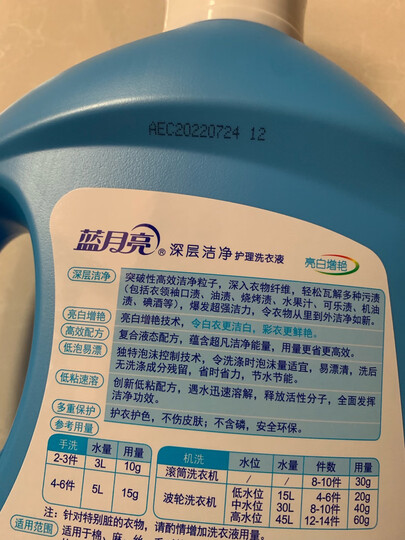 AEC20220724 12
蓝月亮® 深层洁净护理洗衣液 亮白增艳
深层洁净 突破性高效洁净粒子，深入衣物纤维，轻松瓦解多种污渍
（包括衣领袖口渍、油渍、烧烤渍、水果汁、可乐渍、机油
渍、碘酒等），爆发超强洁力，令衣物从里到外洁净如新。
亮白增艳 亮白增艳技术，令白衣更洁白，彩衣更鲜艳。
高效配方 复合液态配方，蕴含超凡洁净能量，用量更省更高效。
低泡易漂 独特泡沫控制技术，令洗涤时泡沫量适宜，易漂清，洗后
无洗涤成分残留，省时省力，节水节能。
低粘速溶 创新低粘配方，遇水迅速溶解，释放活性分子，全面发挥
洁净功效。
多重保护 护衣护色，不伤皮肤；不含磷，安全环保。
参考用量
手洗 水量 用量 机洗 水位 水量 件数 用量
2-3件 3L 10g 滚筒洗衣机 / / 8-10件 30g
4-6件 5L 15g 波轮洗衣机 低水位 15L 4-6件 20g
中水位 30L 8-10件 40g
高水位 45L 12-14件 60g
注：针对特别脏的衣物，请酌情增加洗衣液用量。
适用范围 适用于棉、麻、丝、毛